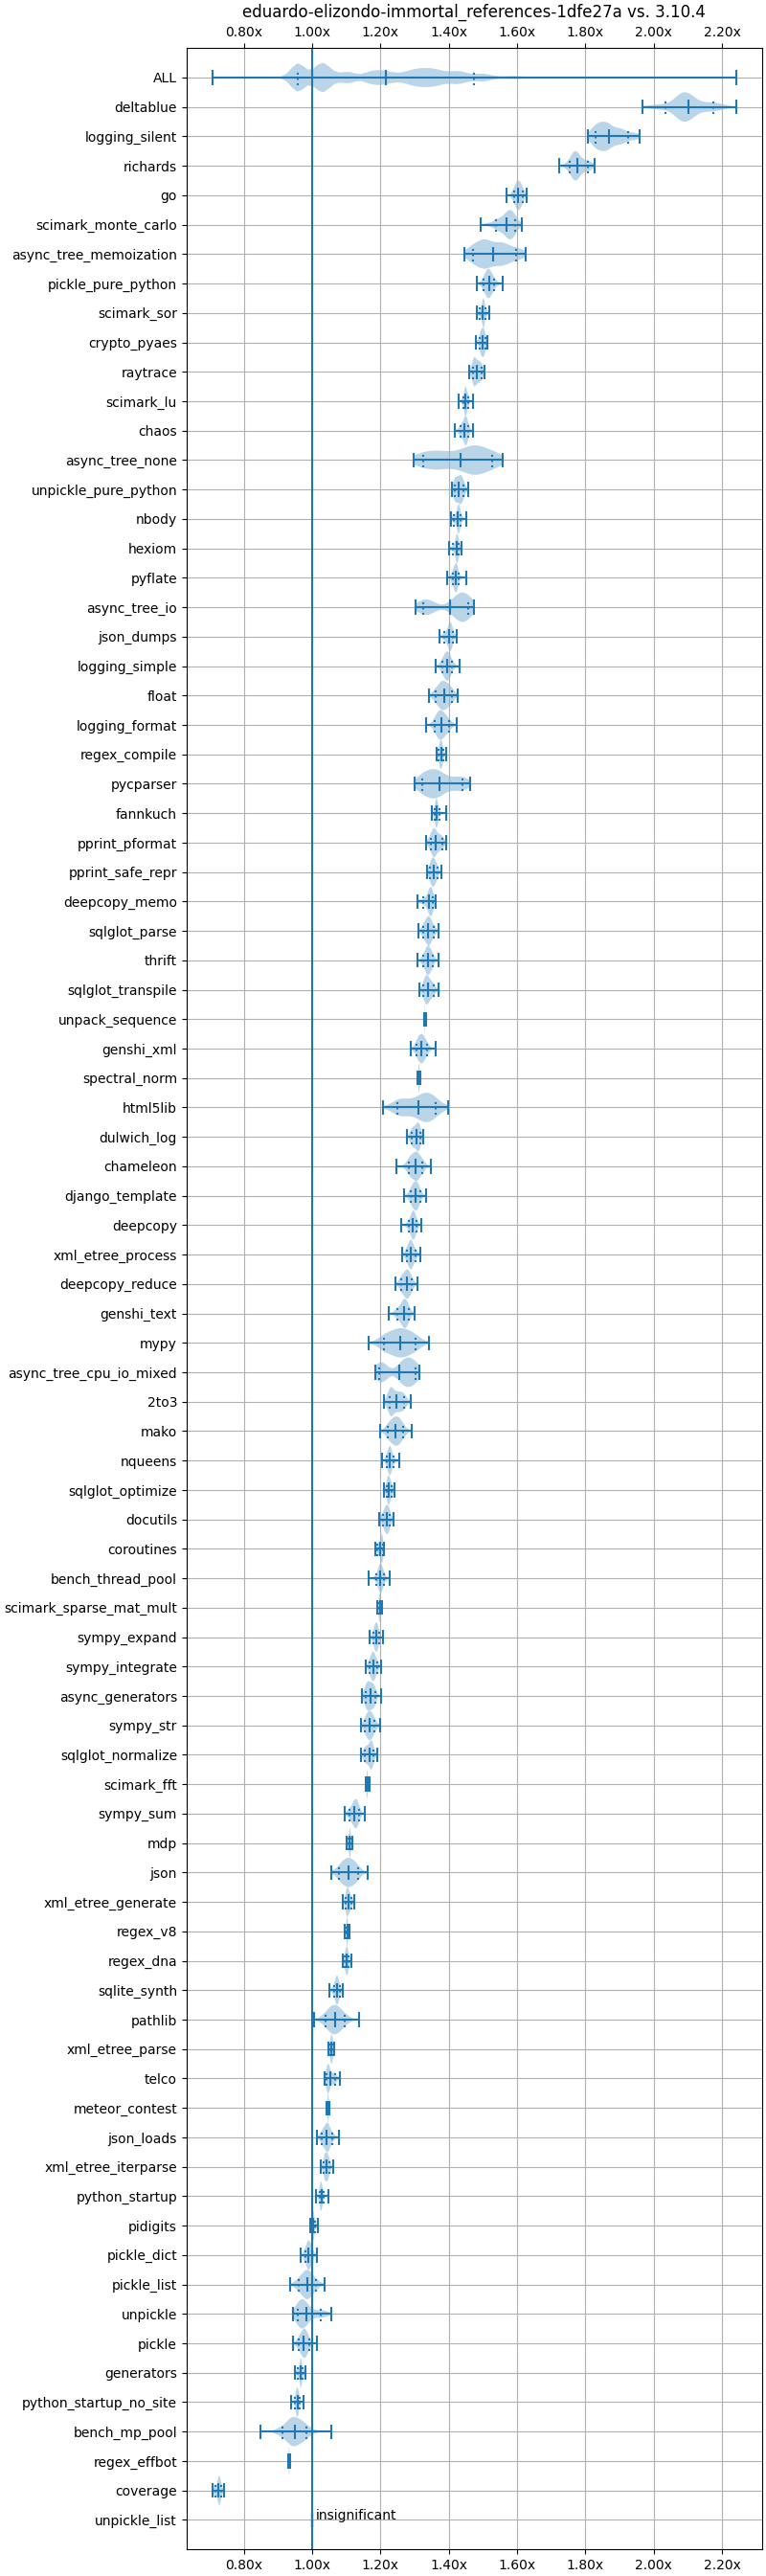 eduardo-elizondo-immortal_references-1dfe27a vs. 3.10.4
0.80x 1.00x 1.20x 1.40x 1.60x 1.80x 2.00x 2.20x
ALL
deltablue
logging_silent
richards
go
scimark_monte_carlo
async_tree_memoization
pickle_pure_python
scimark_sor
crypto_pyaes
raytrace
scimark_lu
chaos
async_tree_none
unpickle_pure_python
nbody
hexiom
pyflate
async_tree_io
json_dumps
logging_simple
float
logging_format
regex_compile
pycparser
fannkuch
pprint_pformat
pprint_safe_repr
deepcopy_memo
sqlglot_parse
thrift
sqlglot_transpile
unpack_sequence
genshi_xml
spectral_norm
html5lib
dulwich_log
chameleon
django_template
deepcopy
xml_etree_process
deepcopy_reduce
genshi_text
mypy
async_tree_cpu_io_mixed
2to3
mako
nqueens
sqlglot_optimize
docutils
coroutines
bench_thread_pool
scimark_sparse_mat_mult
sympy_expand
sympy_integrate
async_generators
sympy_str
sqlglot_normalize
scimark_fft
sympy_sum
mdp
json
xml_etree_generate
regex_v8
regex_dna
sqlite_synth
pathlib
xml_etree_parse
telco
meteor_contest
json_loads
xml_etree_iterparse
python_startup
pidigits
pickle_dict
pickle_list
unpickle
pickle
generators
python_startup_no_site
bench_mp_pool
regex_effbot
coverage
unpickle_list insignificant
0.80x 1.00x 1.20x 1.40x 1.60x 1.80x 2.00x 2.20x